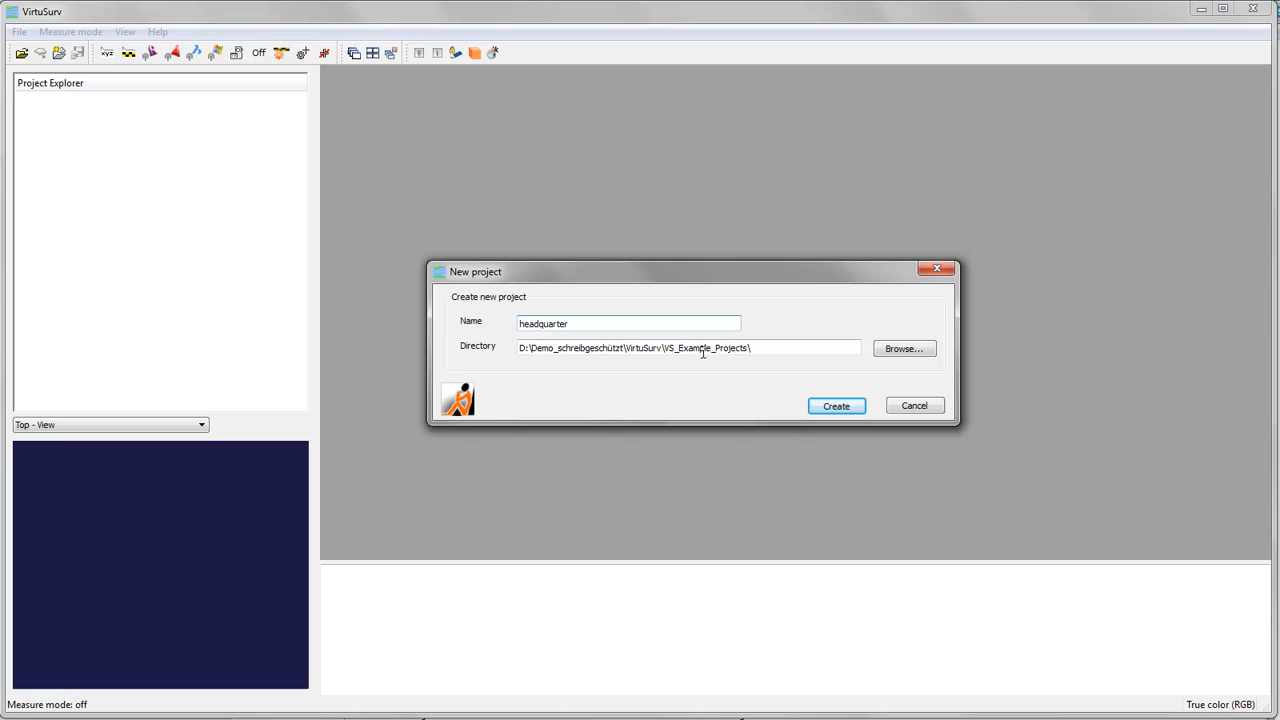 VirtuSurv
File Measure mode View Help
xyz Off
Project Explorer
New project
Create new project
Name headquarter
Directory D:\Demo_schreibgeschützt\VirtuSurv\VS_Example_Projects\ Browse...
Create Cancel
Top - View
Measure mode: off True color (RGB)